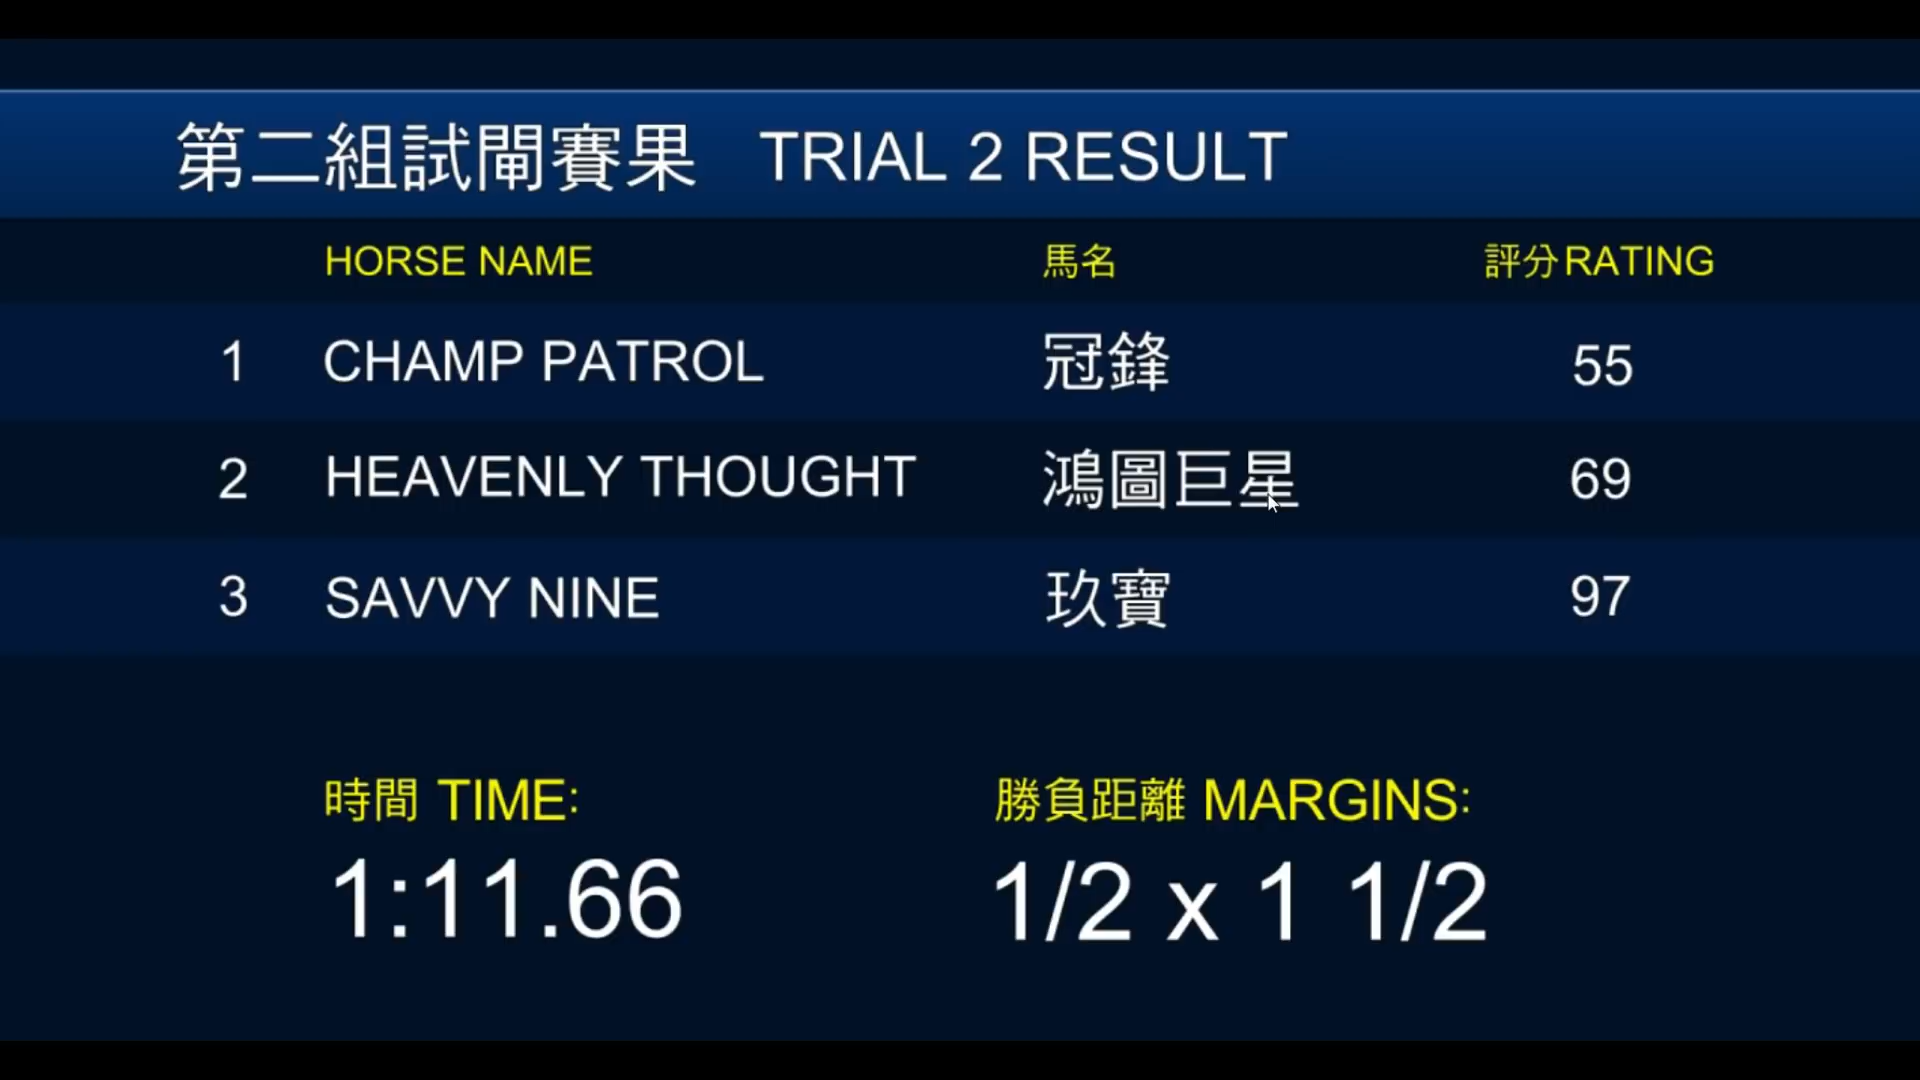 第二組試閘賽果 TRIAL 2 RESULT
HORSE NAME 馬名 評分RATING
1 CHAMP PATROL 冠鋒 55
2 HEAVENLY THOUGHT 鴻圖巨星 69
3 SAVVY NINE 玖寶 97
時間 TIME: 勝負距離 MARGINS:
1:11.66 1/2 x 1 1/2